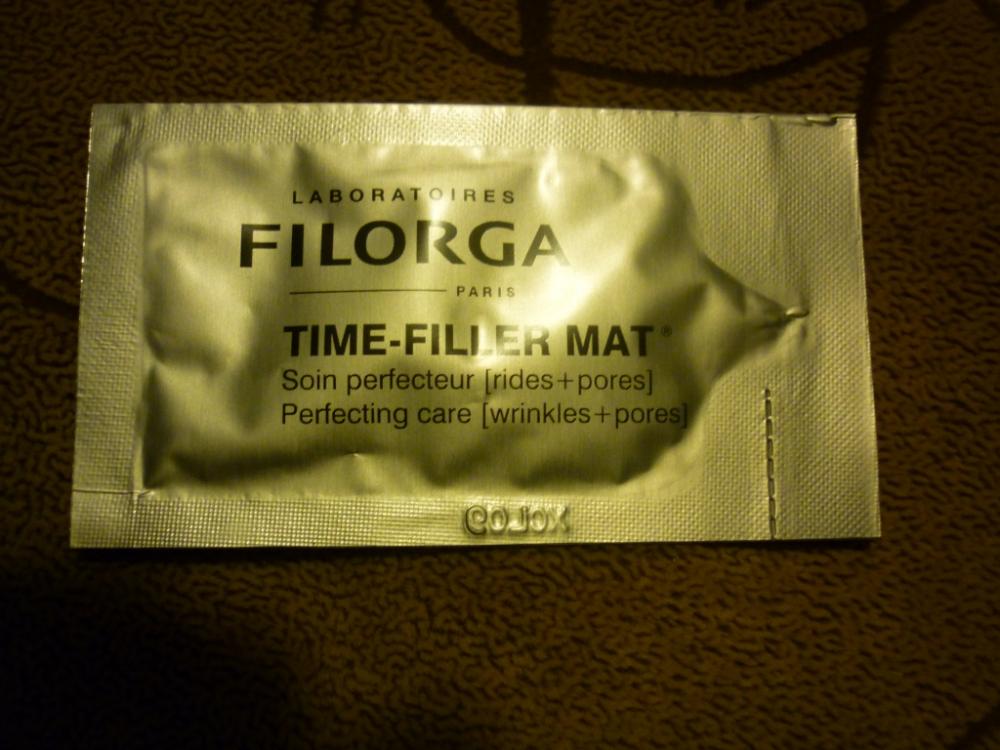 LABORATOIRES
FILORGA
PARIS
TIME-FILLER MAT®
Soin perfecteur [rides+pores]
Perfecting care [wrinkles+pores]